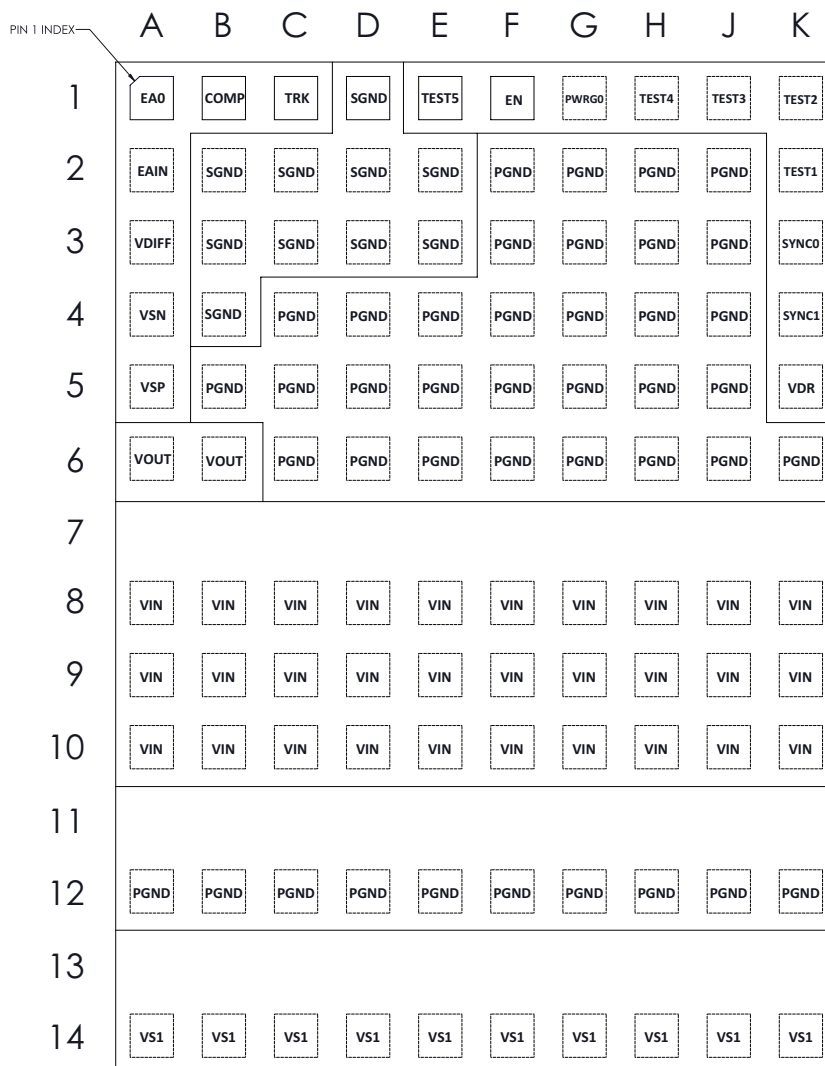 PIN 1 INDEX
A B C D E F G H J K
1 EA0 COMP TRK SGND TEST5 EN PWRG0 TEST4 TEST3 TEST2
2 EAIN SGND SGND SGND SGND PGND PGND PGND PGND TEST1
3 VDIFF SGND SGND SGND SGND PGND PGND PGND PGND SYNC0
4 VSN SGND PGND PGND PGND PGND PGND PGND PGND SYNC1
5 VSP PGND PGND PGND PGND PGND PGND PGND PGND VDR
6 VOUT VOUT PGND PGND PGND PGND PGND PGND PGND PGND
7
8 VIN VIN VIN VIN VIN VIN VIN VIN VIN VIN
9 VIN VIN VIN VIN VIN VIN VIN VIN VIN VIN
10 VIN VIN VIN VIN VIN VIN VIN VIN VIN VIN
11
12 PGND PGND PGND PGND PGND PGND PGND PGND PGND PGND
13
14 VS1 VS1 VS1 VS1 VS1 VS1 VS1 VS1 VS1 VS1